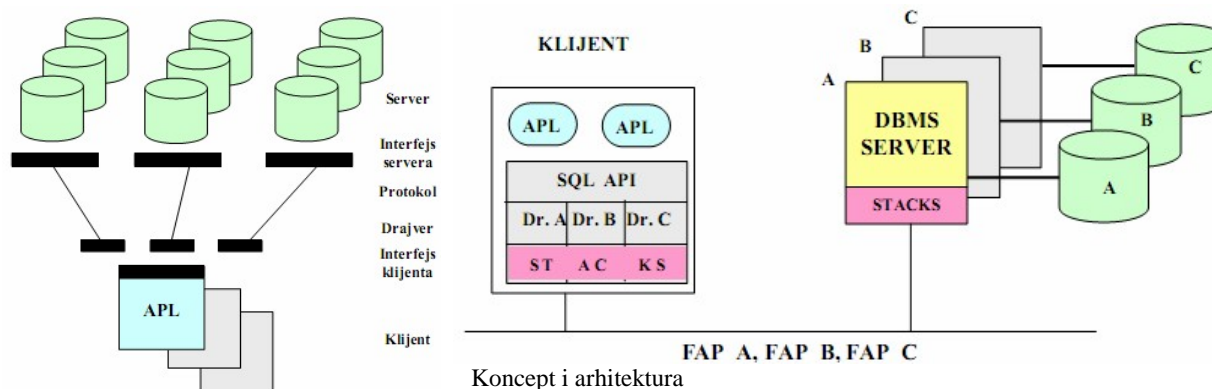 Server
Interfejs
servera
Protokol
Drajver
Interfejs
klijenta
APL
Klijent
KLIJENT
APL APL
SQL API
Dr. A Dr. B Dr. C
ST AC KS
C
B
A
DBMS
SERVER
STACKS
C
B
A
FAP A, FAP B, FAP C
Koncept i arhitektura